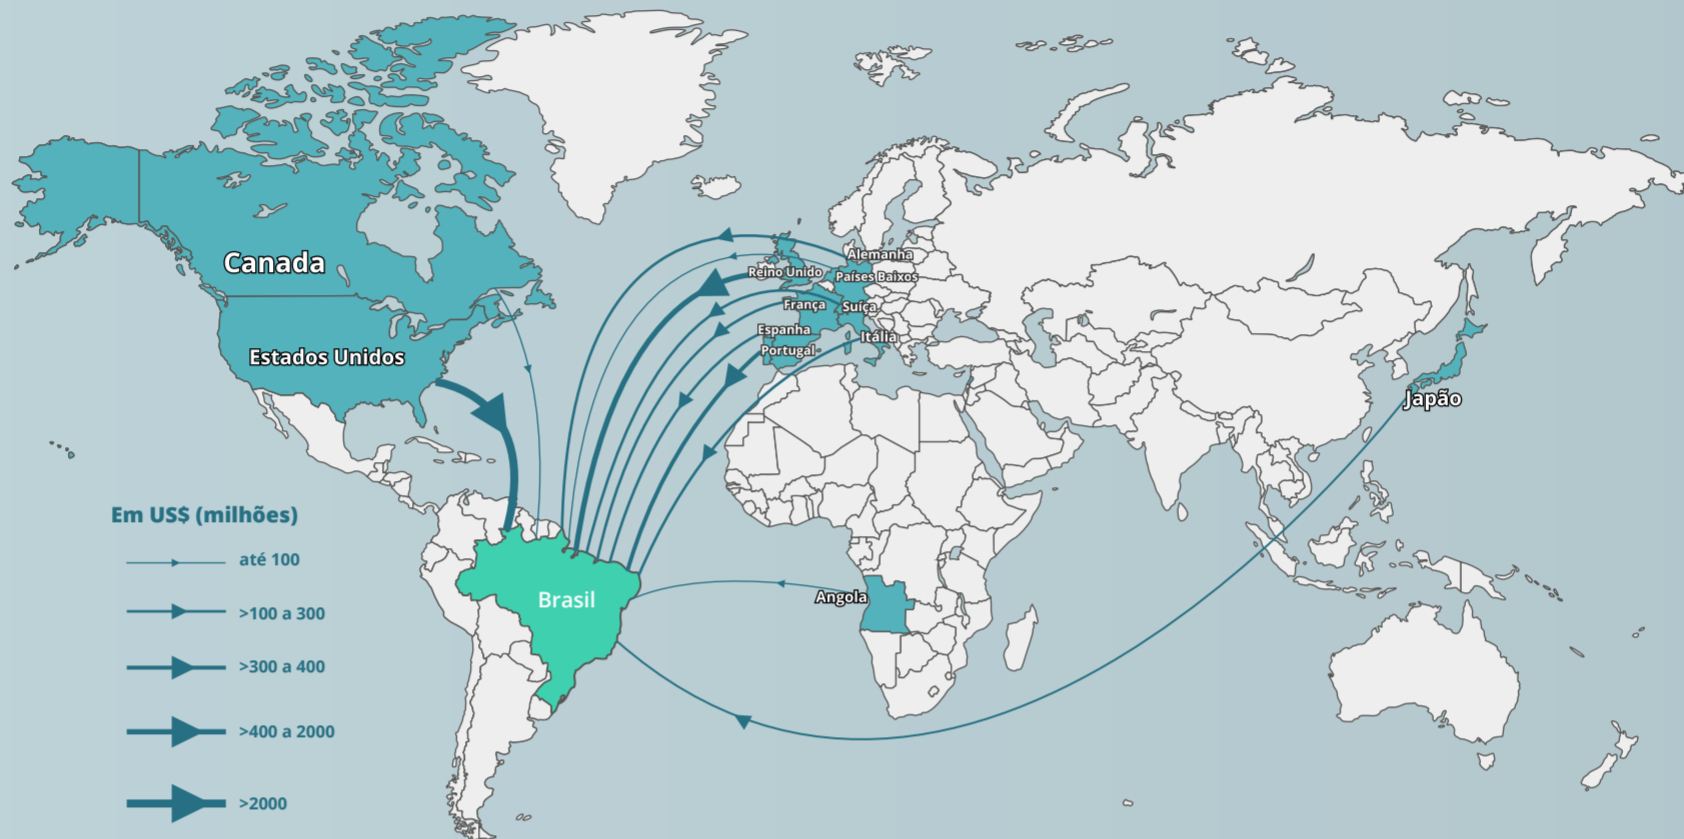 Canada
Estados Unidos
Alemanha
Reino Unido
Países Baixos
França
Suíça
Espanha
Itália
Portugal
Japão
Em US$ (milhões)
até 100
>100 a 300
>300 a 400
>400 a 2000
>2000
Brasil
Angola